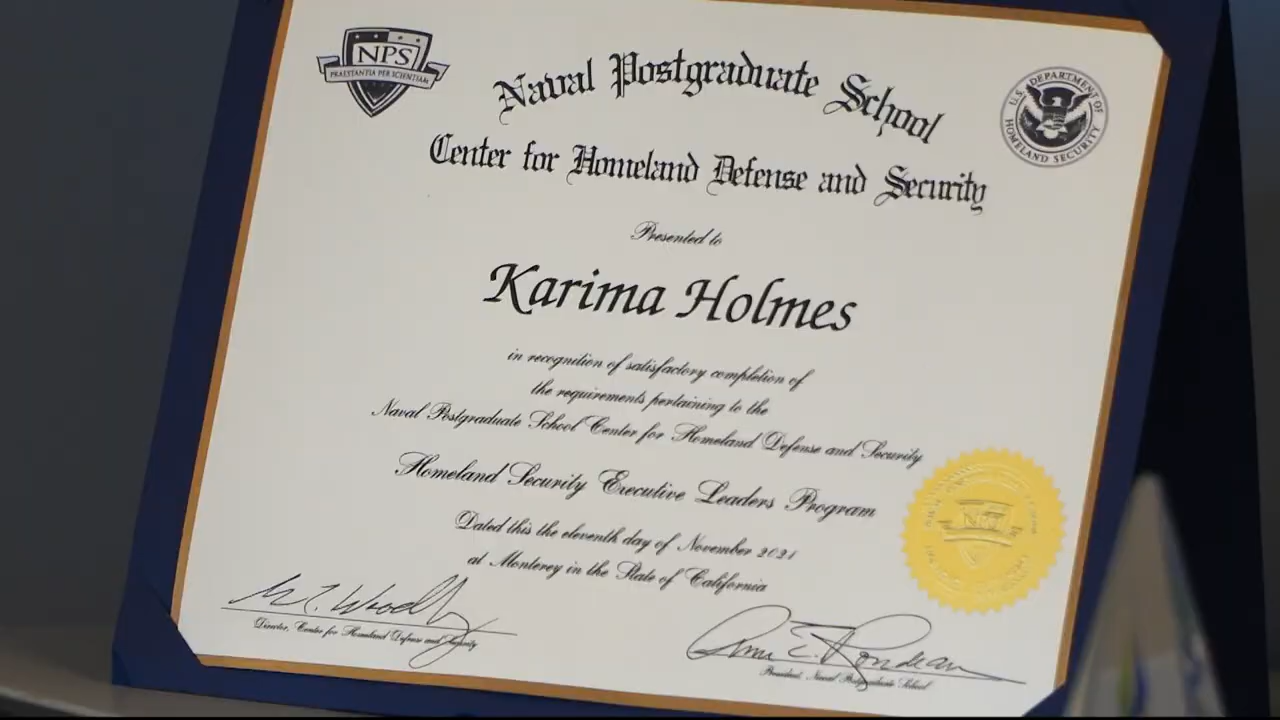 NPS
PRAESTANTIA PER SCIENTIAM
Naval Postgraduate School
U.S. DEPARTMENT OF HOMELAND SECURITY
Center for Homeland Defense and Security
Presented to
Karima Holmes
in recognition of satisfactory completion of
the requirements pertaining to the
Naval Postgraduate School Center for Homeland Defense and Security
Homeland Security Executive Leaders Program
Dated this the eleventh day of November 2021
at Monterey in the State of California
Director, Center for Homeland Defense and Security
Ann E. Rondeau
President, Naval Postgraduate School